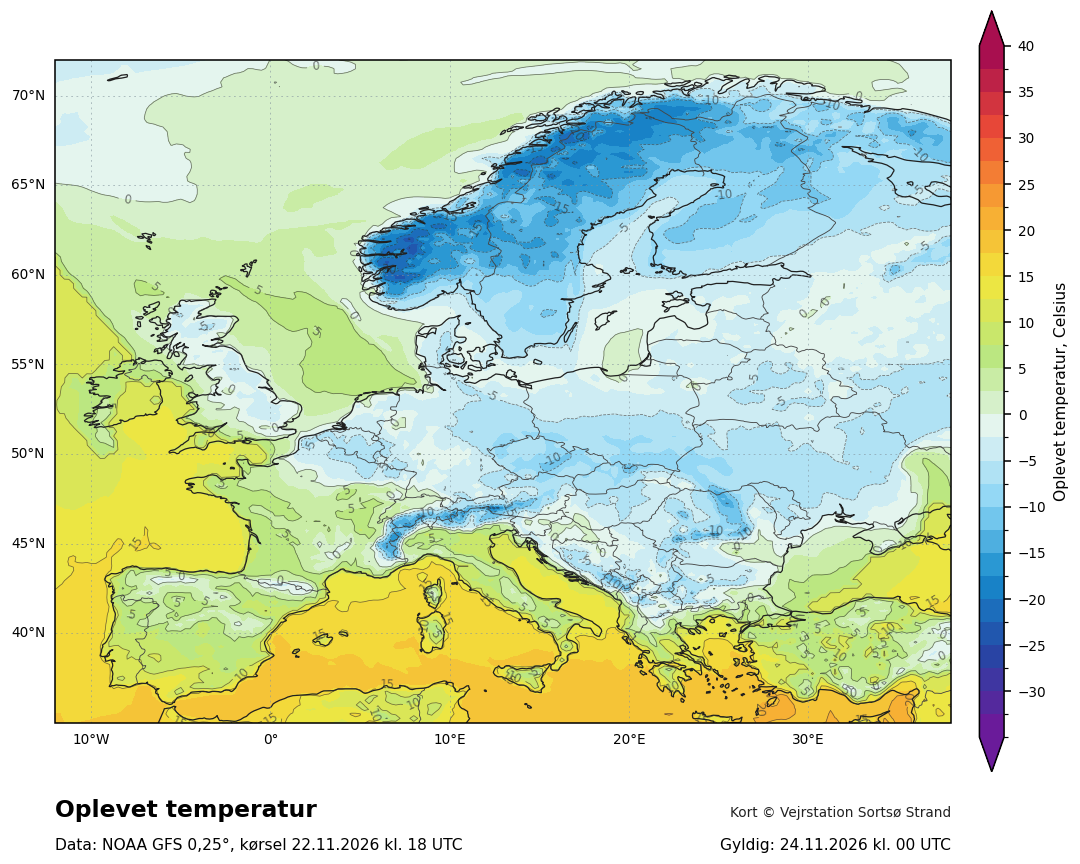 40
35
30
25
20
15
10
5
0
−5
−10
−15
−20
−25
−30
Oplevet temperatur, Celsius
70°N
65°N
60°N
55°N
50°N
45°N
40°N
10°W
0°
10°E
20°E
30°E
Oplevet temperatur
Kort © Vejrstation Sortsø Strand
Data: NOAA GFS 0,25°, kørsel 22.11.2026 kl. 18 UTC
Gyldig: 24.11.2026 kl. 00 UTC